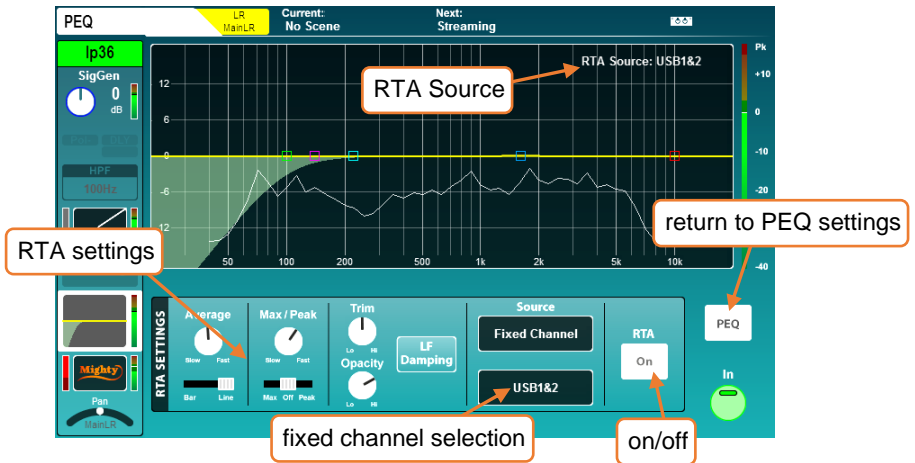 PEQ
LR
MainLR
Current:
No Scene
Next:
Streaming
Ip36
SigGen
0
dB
HPF
100Hz
Mighty
Pan
MainLR
RTA Source: USB1&2
RTA Source
12
6
0
-6
-12
50 100 200 500 1k 2k 5k 10k
Pk
+10
0
-10
-20
-40
return to PEQ settings
RTA settings
RTA SETTINGS
Average
Slow Fast
Bar Line
Max / Peak
Slow Fast
Max Off Peak
Trim
Lo Hi
Opacity
Lo Hi
LF
Damping
Source
Fixed Channel
USB1&2
RTA
On
PEQ
In
fixed channel selection
on/off